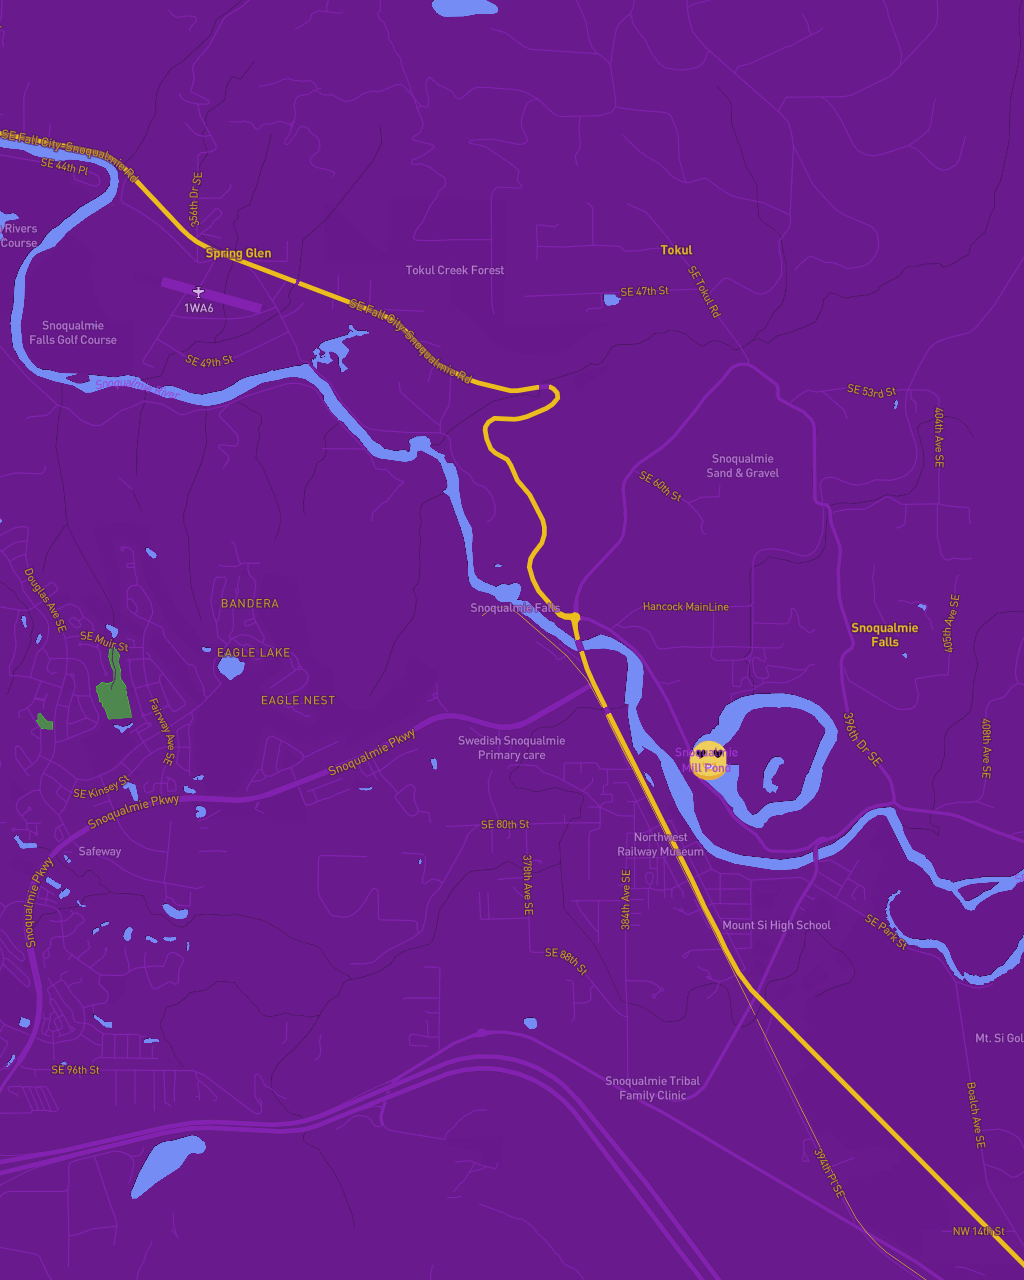 SE Fall City-Snoqualmie Rd
SE 44th Pl
356th Dr SE
Rivers
Course
Spring Glen
Tokul
Tokul Creek Forest
SE Tokul Rd
SE 47th St
1WA6
SE Fall City-Snoqualmie Rd
Snoqualmie
Falls Golf Course
SE 49th St
Snoqualmie River
SE 53rd St
404th Ave SE
Snoqualmie
Sand & Gravel
SE 60th St
Douglas Ave SE
BANDERA
Snoqualmie Falls
Hancock MainLine
405th Ave SE
SE Muir St
EAGLE LAKE
Snoqualmie
Falls
EAGLE NEST
Fairway Ave SE
396th Dr SE
408th Ave SE
Snoqualmie Pkwy
Swedish Snoqualmie
Primary care
Snoqualmie
Mill Pond
SE Kinsey St
Snoqualmie Pkwy
SE 80th St
Northwest
Railway Museum
Safeway
Snoqualmie Pkwy
378th Ave SE
384th Ave SE
Mount Si High School
SE Park St
SE 88th St
Mt. Si Gol
SE 96th St
Snoqualmie Tribal
Family Clinic
Boalch Ave SE
394th Pl SE
NW 14th St